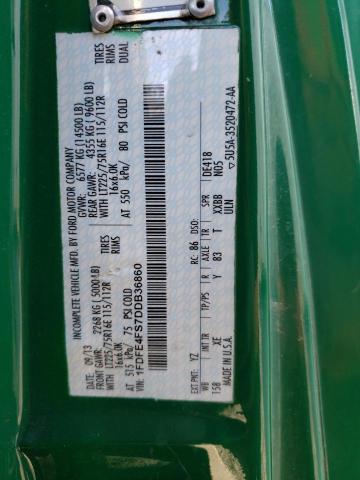 INCOMPLETE VEHICLE MFD. BY FORD MOTOR COMPANY
DATE: 09/13 GVWR: 6577 KG (14500 LB)
FRONT GAWR: 2268 KG (5000 LB) REAR GAWR: 4355 KG (9600 LB)
WITH LT225/75R16E 115/112R TIRES WITH LT225/75R16E 115/112R TIRES
16x6.0K RIMS 16x6.0K RIMS
AT 515 kPa/ 75 PSI COLD AT 550 kPa/ 80 PSI COLD DUAL
1FDFE4FS7DDB36860
EXT PNT: YZ RC: 86 DSO: DE418
WB INT TR TP/PS R AXLE TR SPR N05
158 XE Y 83 T XXBB
ULN
MADE IN U.S.A. ▽5U5A-3520472-AA